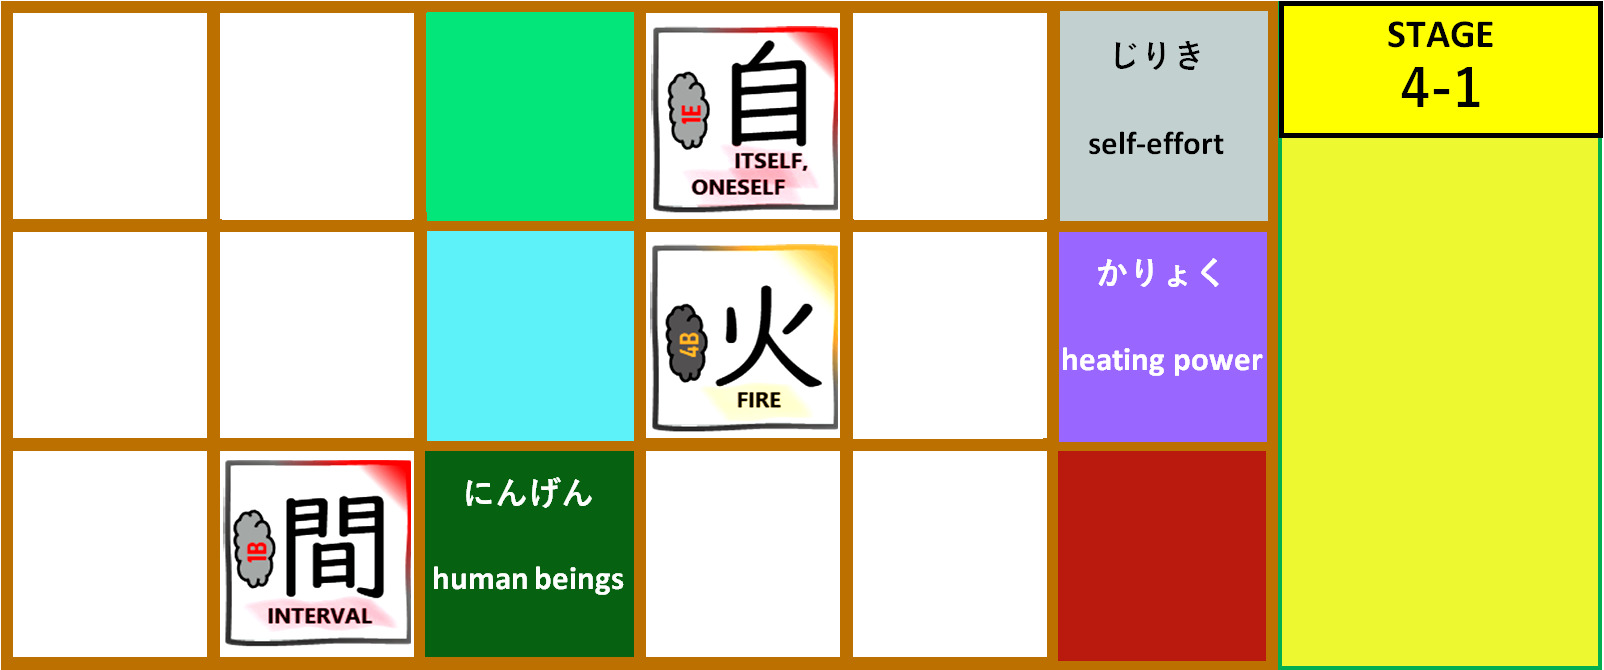 自
1E
ITSELF,
ONESELF
じりき
self-effort
STAGE
4-1
火
4B
FIRE
かりょく
heating power
間
1B
INTERVAL
にんげん
human beings